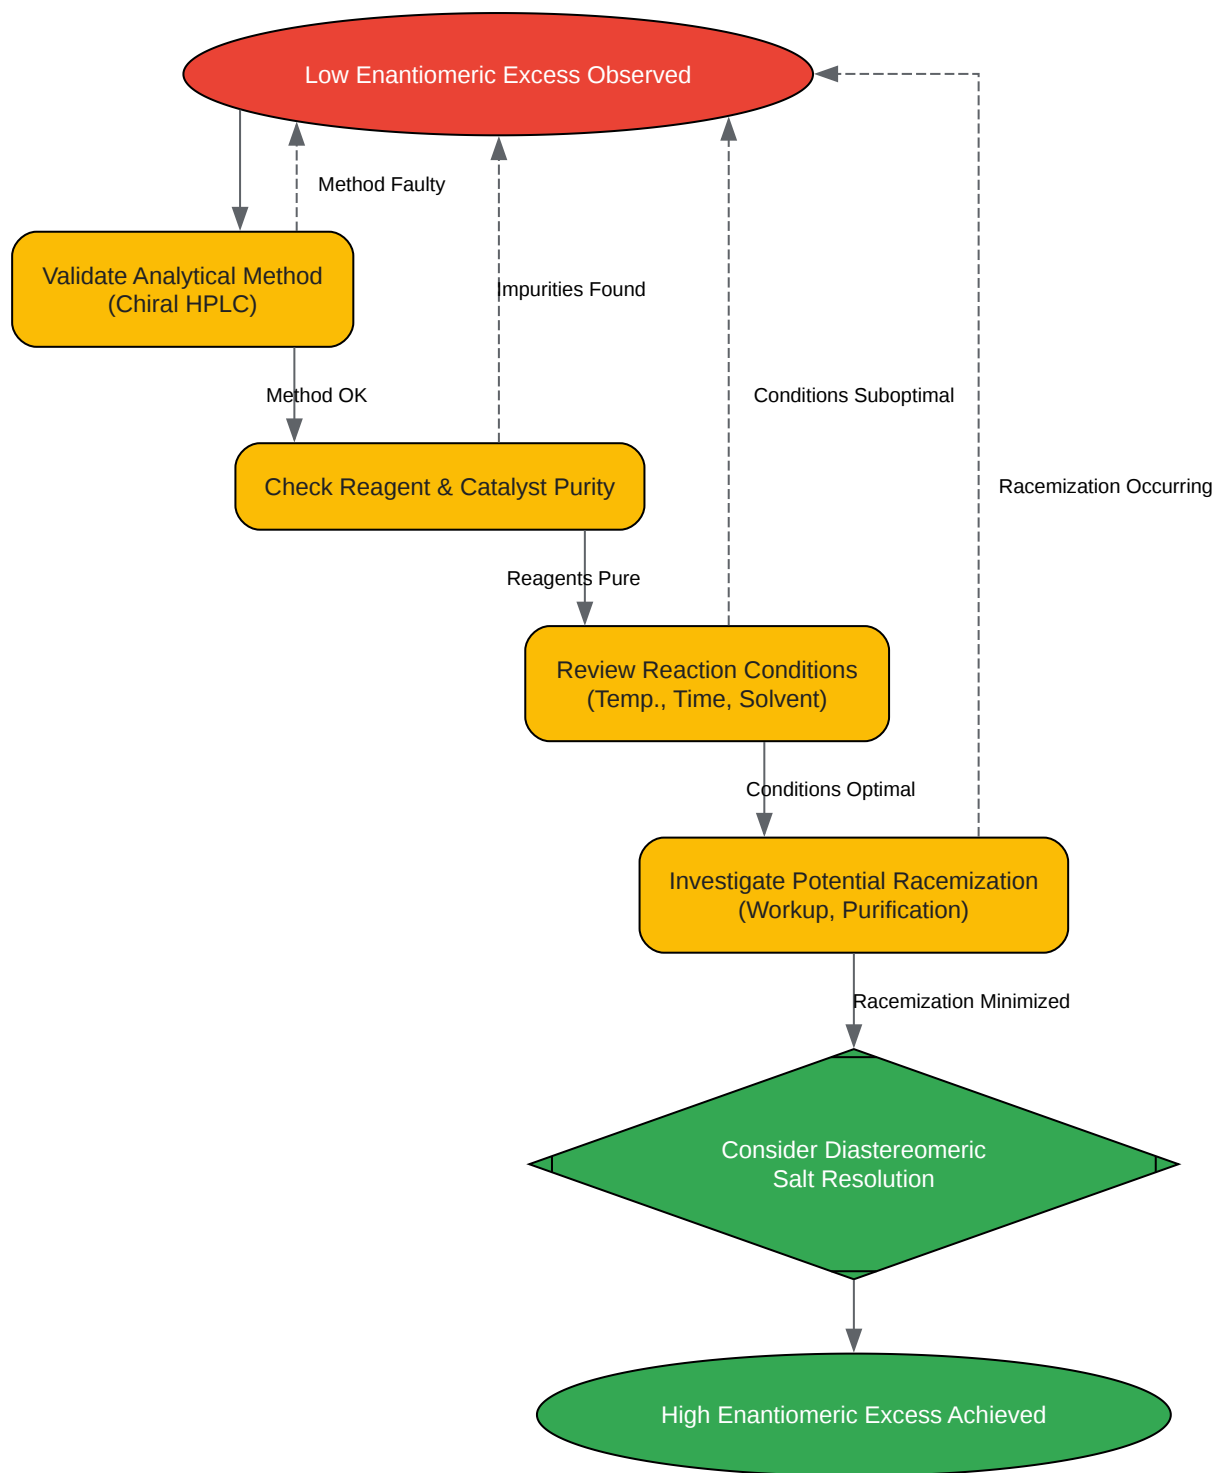 Low Enantiomeric Excess Observed
Method Faulty
Validate Analytical Method
(Chiral HPLC)
Impurities Found
Method OK
Conditions Suboptimal
Check Reagent & Catalyst Purity
Racemization Occurring
Reagents Pure
Review Reaction Conditions
(Temp., Time, Solvent)
Conditions Optimal
Investigate Potential Racemization
(Workup, Purification)
Racemization Minimized
Consider Diastereomeric
Salt Resolution
High Enantiomeric Excess Achieved